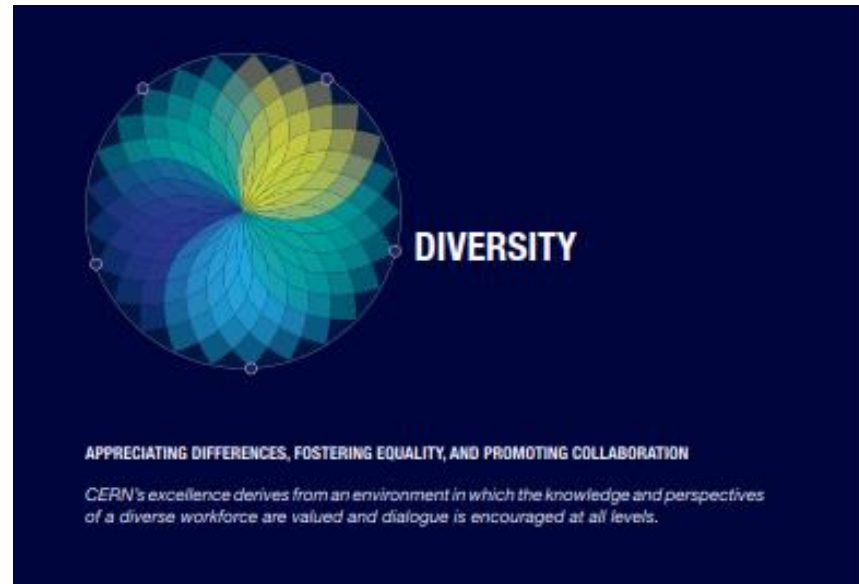 DIVERSITY
APPRECIATING DIFFERENCES, FOSTERING EQUALITY, AND PROMOTING COLLABORATION
CERN's excellence derives from an environment in which the knowledge and perspectives
of a diverse workforce are valued and dialogue is encouraged at all levels.